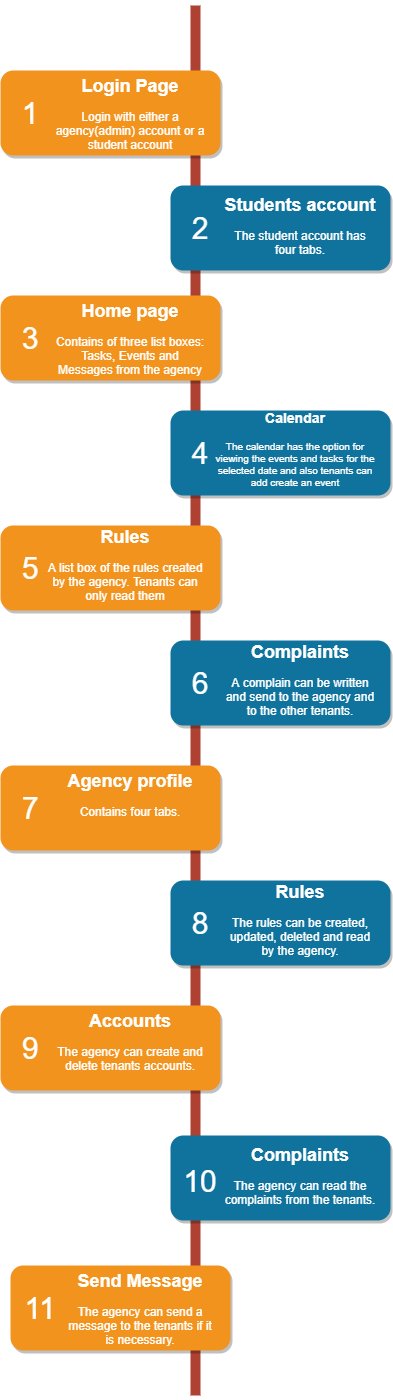 Login Page
1
Login with either a
agency(admin) account or a
student account
Students account
2
The student account has
four tabs.
Home page
3
Contains of three list boxes:
Tasks, Events and
Messages from the agency
Calendar
4
The calendar has the option for
viewing the events and tasks for the
selected date and also tenants can
add create an event
Rules
5
A list box of the rules created
by the agency. Tenants can
only read them
Complaints
6
A complain can be written
and send to the agency and
to the other tenants.
Agency profile
7
Contains four tabs.
Rules
8
The rules can be created,
updated, deleted and read
by the agency.
Accounts
9
The agency can create and
delete tenants accounts.
Complaints
10
The agency can read the
complaints from the tenants.
Send Message
11
The agency can send a
message to the tenants if it
is necessary.